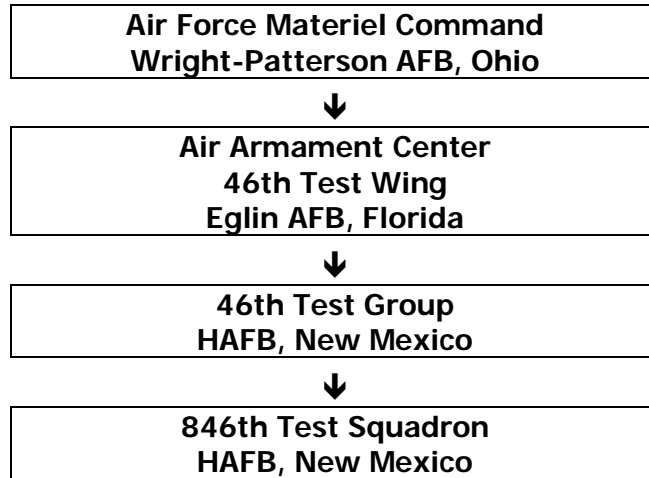 Air Force Materiel Command
Wright-Patterson AFB, Ohio
Air Armament Center
46th Test Wing
Eglin AFB, Florida
46th Test Group
HAFB, New Mexico
846th Test Squadron
HAFB, New Mexico